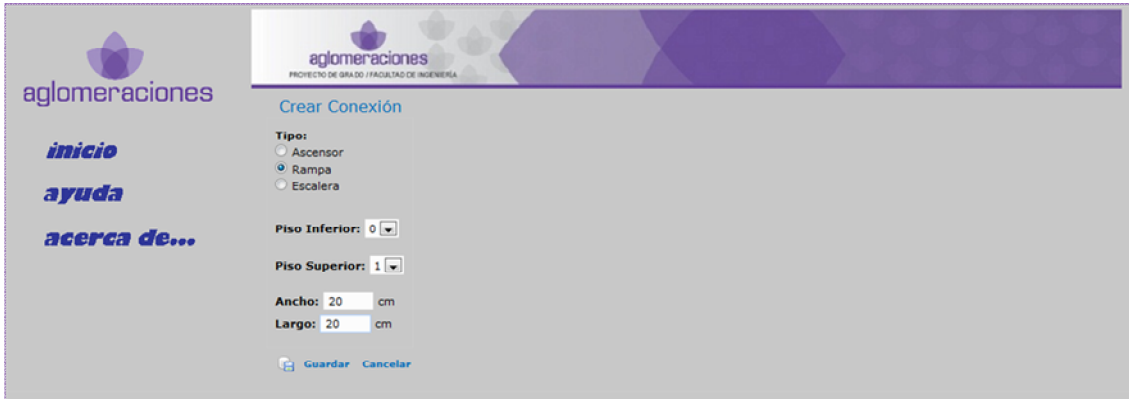 aglomeraciones
inicio
ayuda
acerca de...
aglomeraciones
PROYECTO DE GRADO / FACULTAD DE INGENIERÍA
Crear Conexión
Tipo:
Ascensor
Rampa
Escalera
Piso Inferior: 0
Piso Superior: 1
Ancho: 20 cm
Largo: 20 cm
Guardar Cancelar